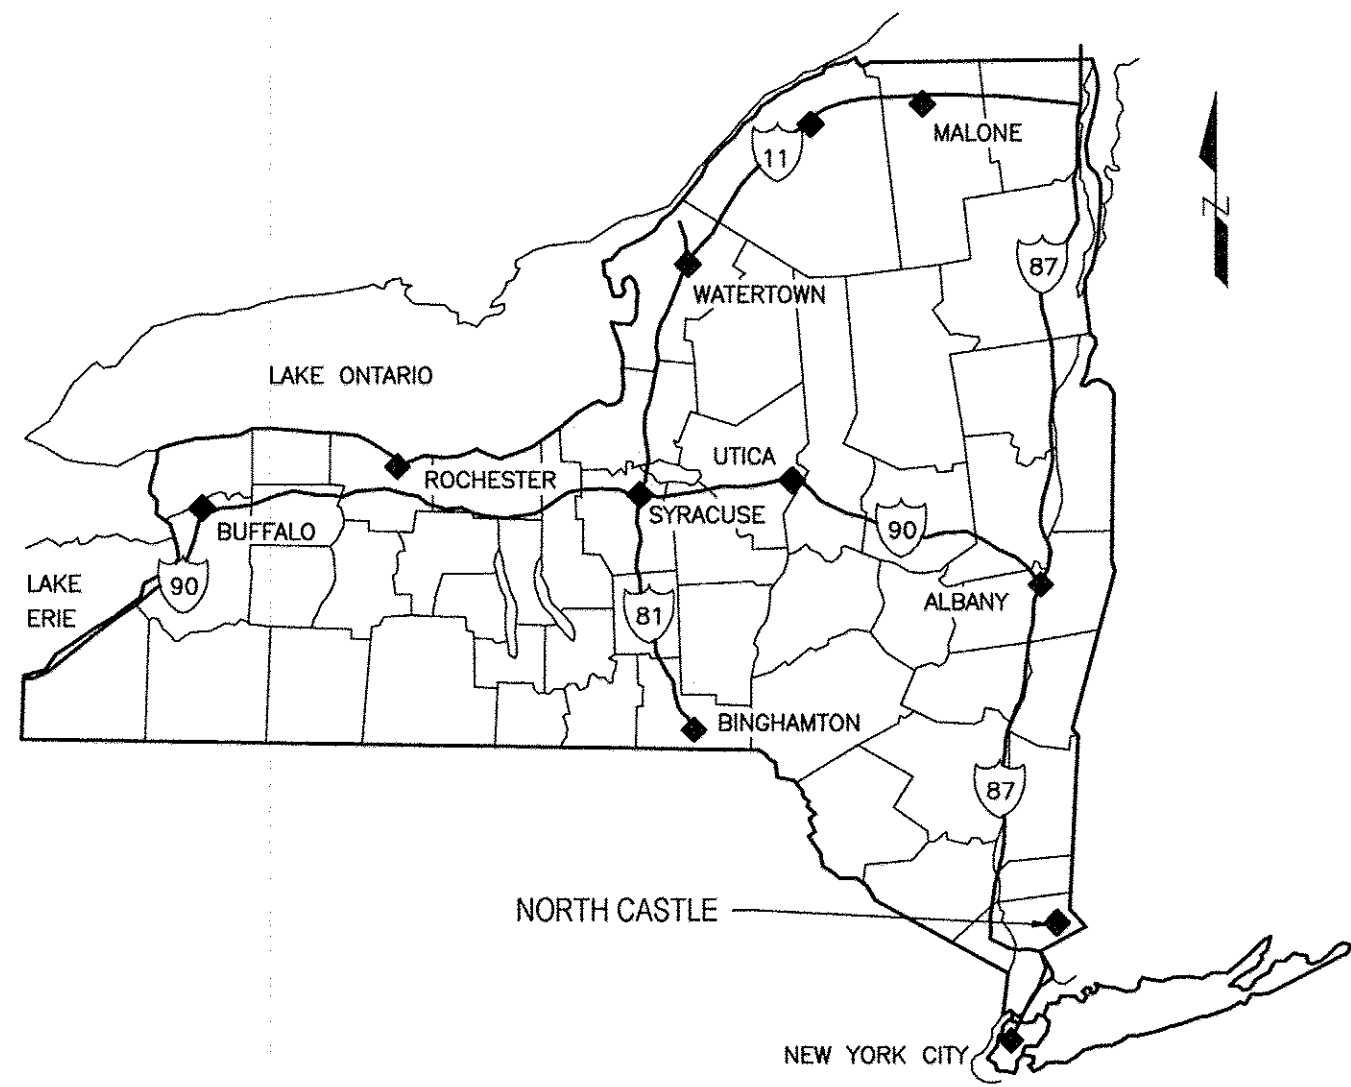 MALONE
11
Z
87
WATERTOWN
LAKE ONTARIO
UTICA
ROCHESTER
SYRACUSE
BUFFALO
90
LAKE
ERIE
90
ALBANY
81
BINGHAMTON
87
NORTH CASTLE
NEW YORK CITY